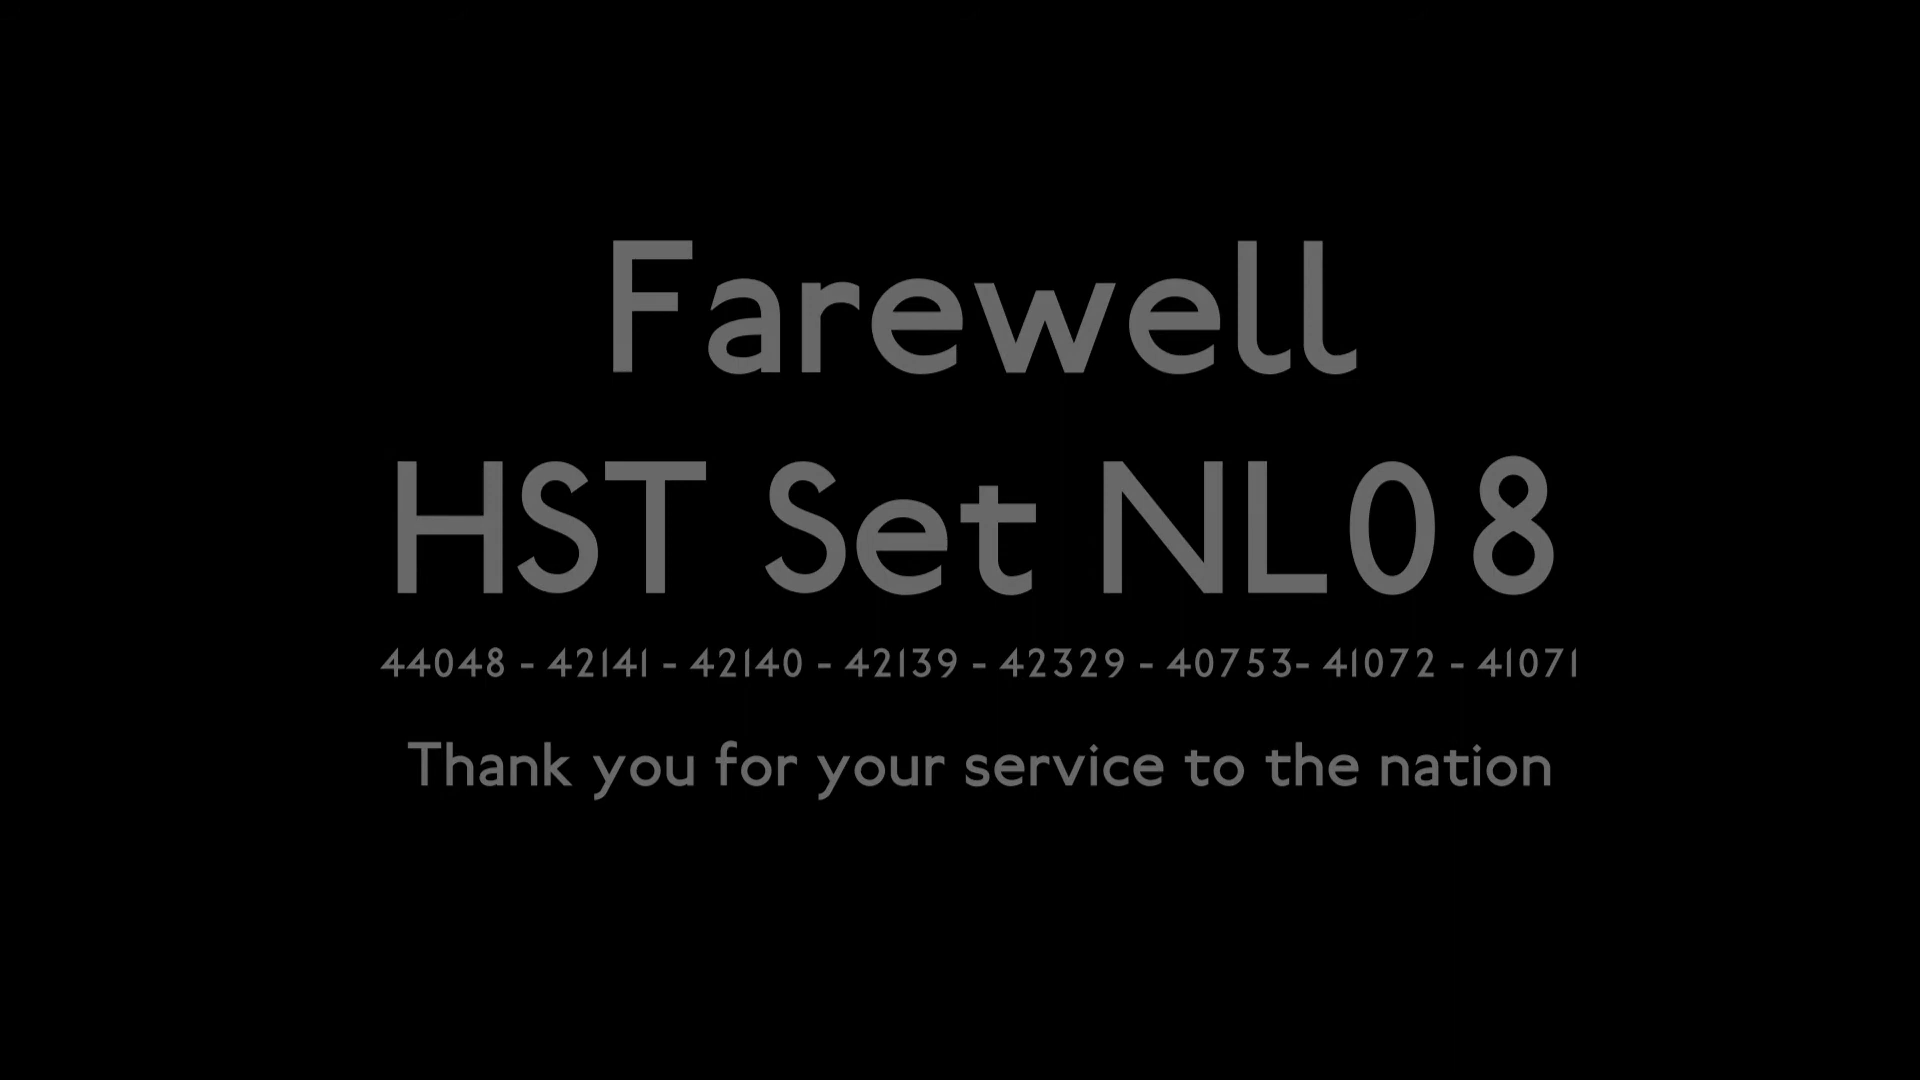 Farewell
HST Set NL08
44048 - 42141 - 42140 - 42139 - 42329 - 40753- 41072 - 41071
Thank you for your service to the nation